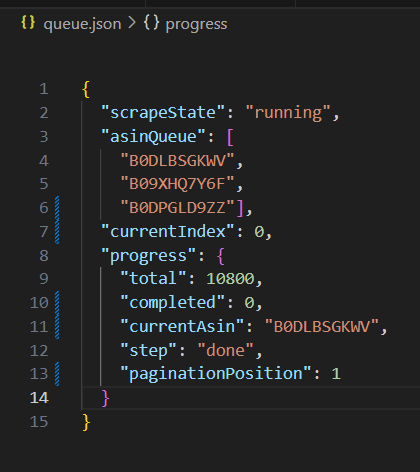 {} queue.json > {} progress
1 {
2 "scrapeState": "running",
3 "asinQueue": [
4 "B0DLBSGKWV",
5 "B09XHQ7Y6F",
6 "B0DPGLD9ZZ"],
7 "currentIndex": 0,
8 "progress": {
9 "total": 10800,
10 "completed": 0,
11 "currentAsin": "B0DLBSGKWV",
12 "step": "done",
13 "paginationPosition": 1
14 }
15 }